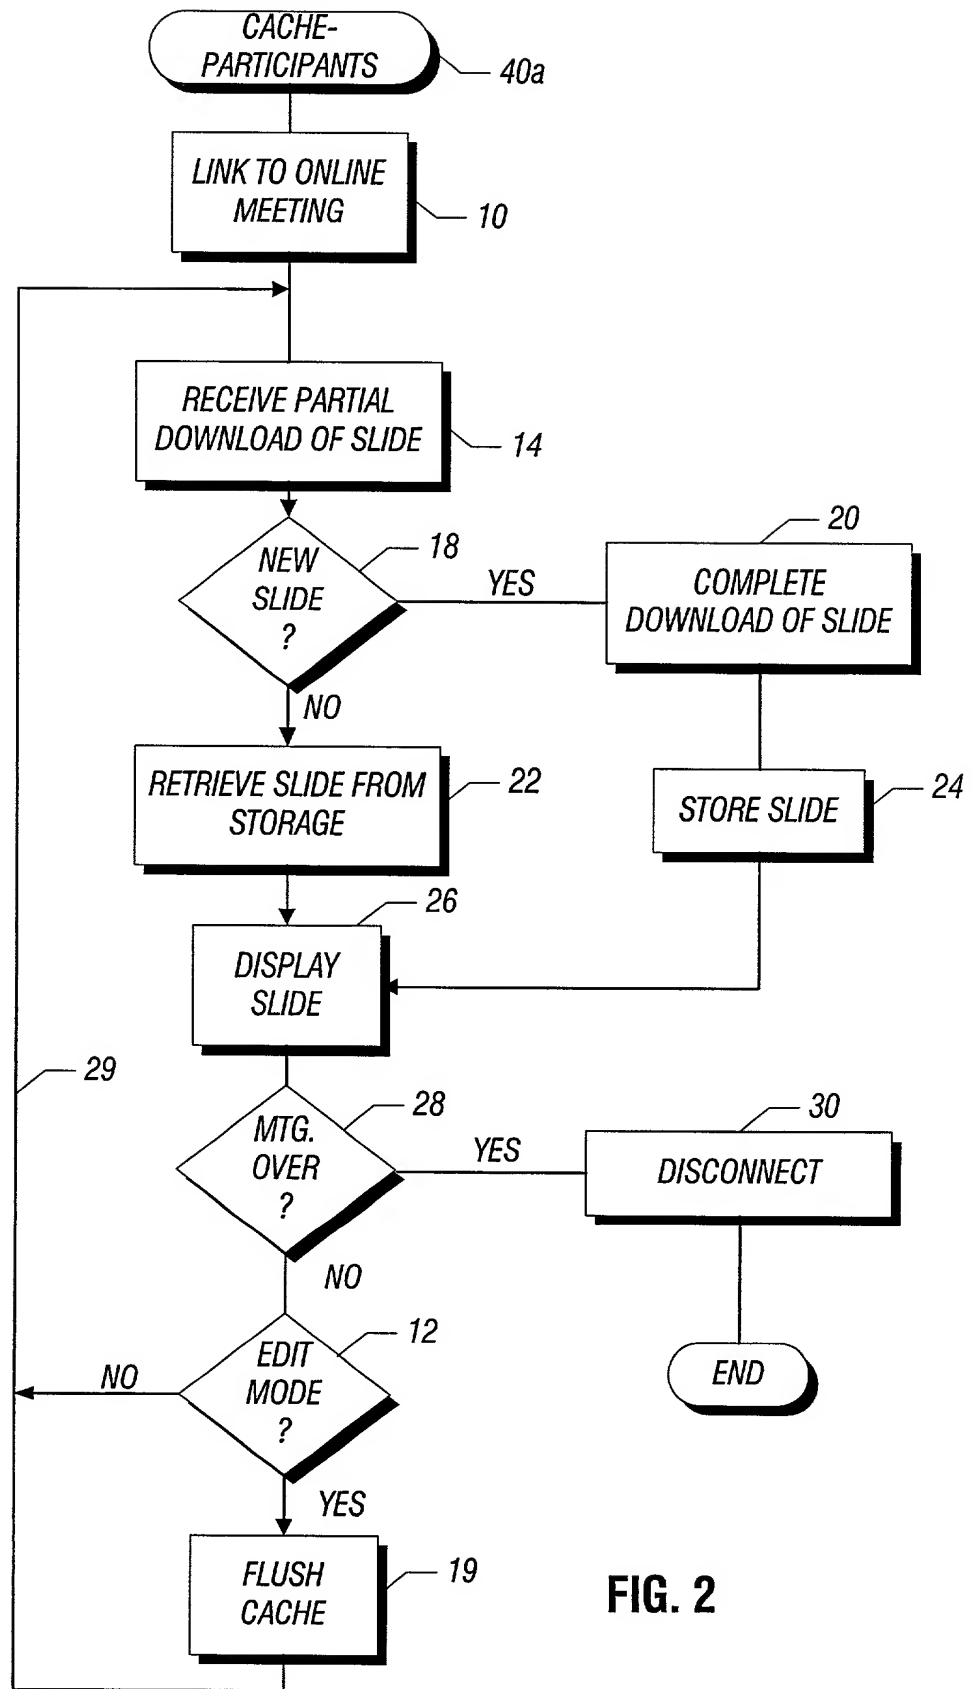 CACHE-
PARTICIPANTS
40a
LINK TO ONLINE
MEETING
10
RECEIVE PARTIAL
DOWNLOAD OF SLIDE
14
NEW
SLIDE
?
18
YES
20
COMPLETE
DOWNLOAD OF SLIDE
NO
RETRIEVE SLIDE FROM
STORAGE
22
STORE SLIDE
24
26
DISPLAY
SLIDE
29
MTG.
OVER
?
28
YES
30
DISCONNECT
NO
EDIT
MODE
?
12
NO
END
YES
FLUSH
CACHE
19
FIG. 2